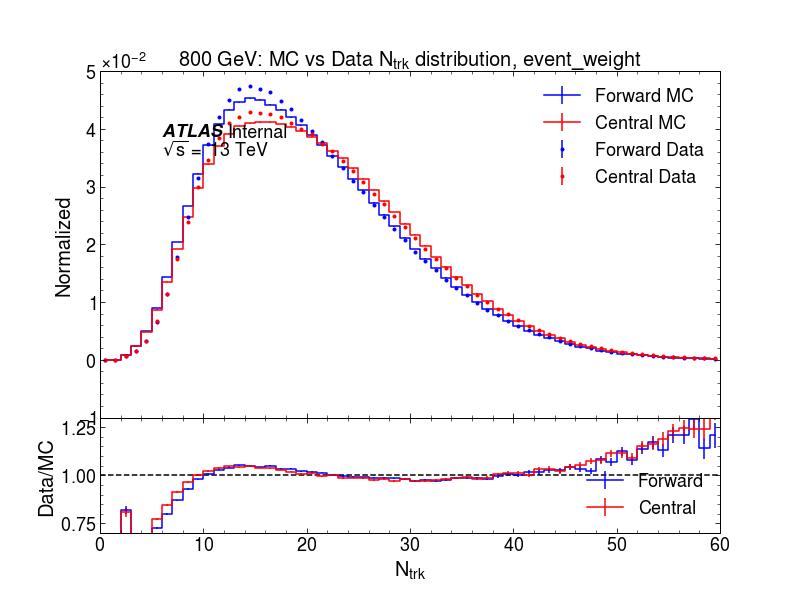 ×10⁻²
800 GeV: MC vs Data N_trk distribution, event_weight
5
4
3
2
1
0
−1
Normalized
ATLAS Internal
√s = 13 TeV
Forward MC
Central MC
Forward Data
Central Data
1.25
1.00
0.75
Data/MC
Forward
Central
0 10 20 30 40 50 60
N_trk